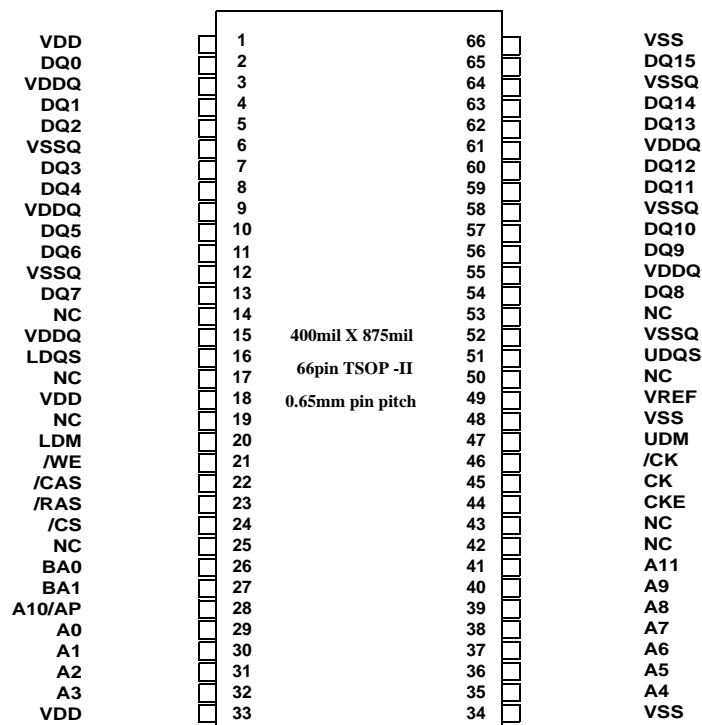 VDD 1 66 VSS
DQ0 2 65 DQ15
VDDQ 3 64 VSSQ
DQ1 4 63 DQ14
DQ2 5 62 DQ13
VSSQ 6 61 VDDQ
DQ3 7 60 DQ12
DQ4 8 59 DQ11
VDDQ 9 58 VSSQ
DQ5 10 57 DQ10
DQ6 11 56 DQ9
VSSQ 12 55 VDDQ
DQ7 13 54 DQ8
NC 14 53 NC
VDDQ 15 400mil X 875mil 52 VSSQ
LDQS 16 51 UDQS
NC 17 66pin TSOP -II 50 NC
VDD 18 0.65mm pin pitch 49 VREF
NC 19 48 VSS
LDM 20 47 UDM
/WE 21 46 /CK
/CAS 22 45 CK
/RAS 23 44 CKE
/CS 24 43 NC
NC 25 42 NC
BA0 26 41 A11
BA1 27 40 A9
A10/AP 28 39 A8
A0 29 38 A7
A1 30 37 A6
A2 31 36 A5
A3 32 35 A4
VDD 33 34 VSS